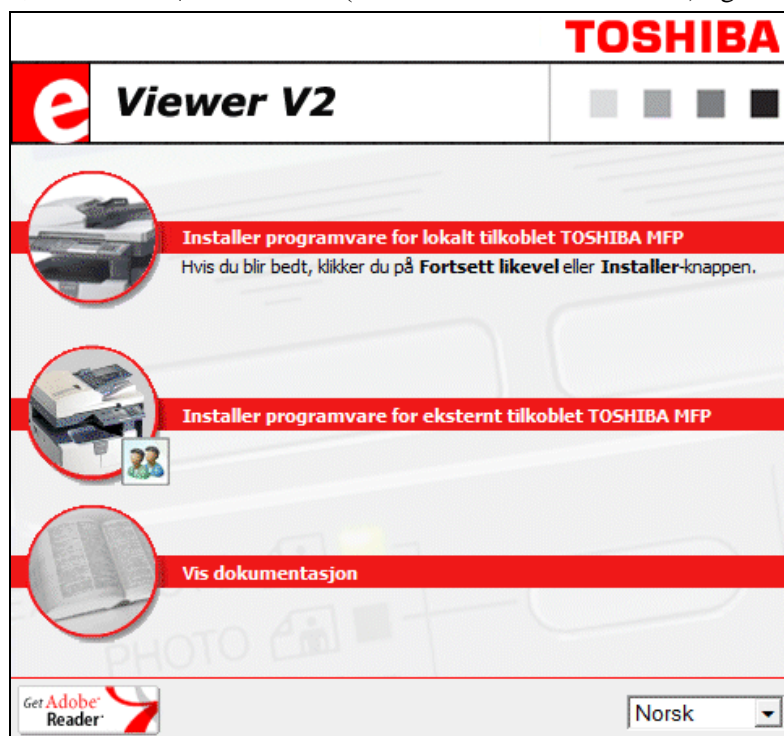 TOSHIBA
e Viewer V2
Installer programvare for lokalt tilkoblet TOSHIBA MFP
Hvis du blir bedt, klikker du på Fortsett likevel eller Installer-knappen.
Installer programvare for eksternt tilkoblet TOSHIBA MFP
Vis dokumentasjon
PHOTO
Get Adobe®
Reader®
Norsk